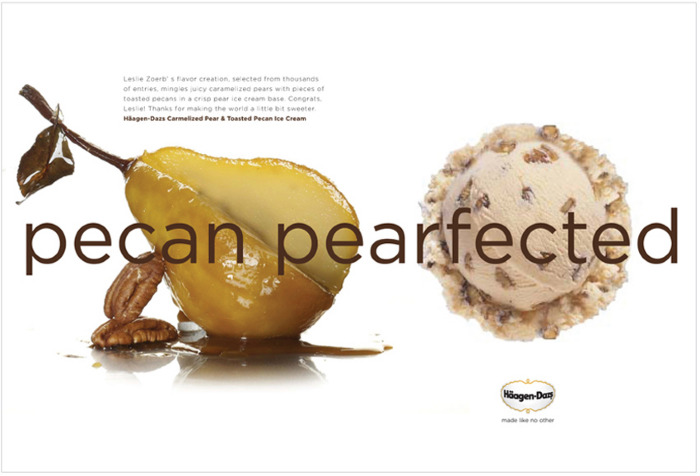 Leslie Zoerb' s flavor creation, selected from thousands
of entries, mingles juicy caramelized pears with pieces of
toasted pecans in a crisp pear ice cream base. Congrats,
Leslie! Thanks for making the world a little bit sweeter.
Häagen-Dazs Carmelized Pear & Toasted Pecan Ice Cream
pecan pearfected
Häagen-Dazs
made like no other